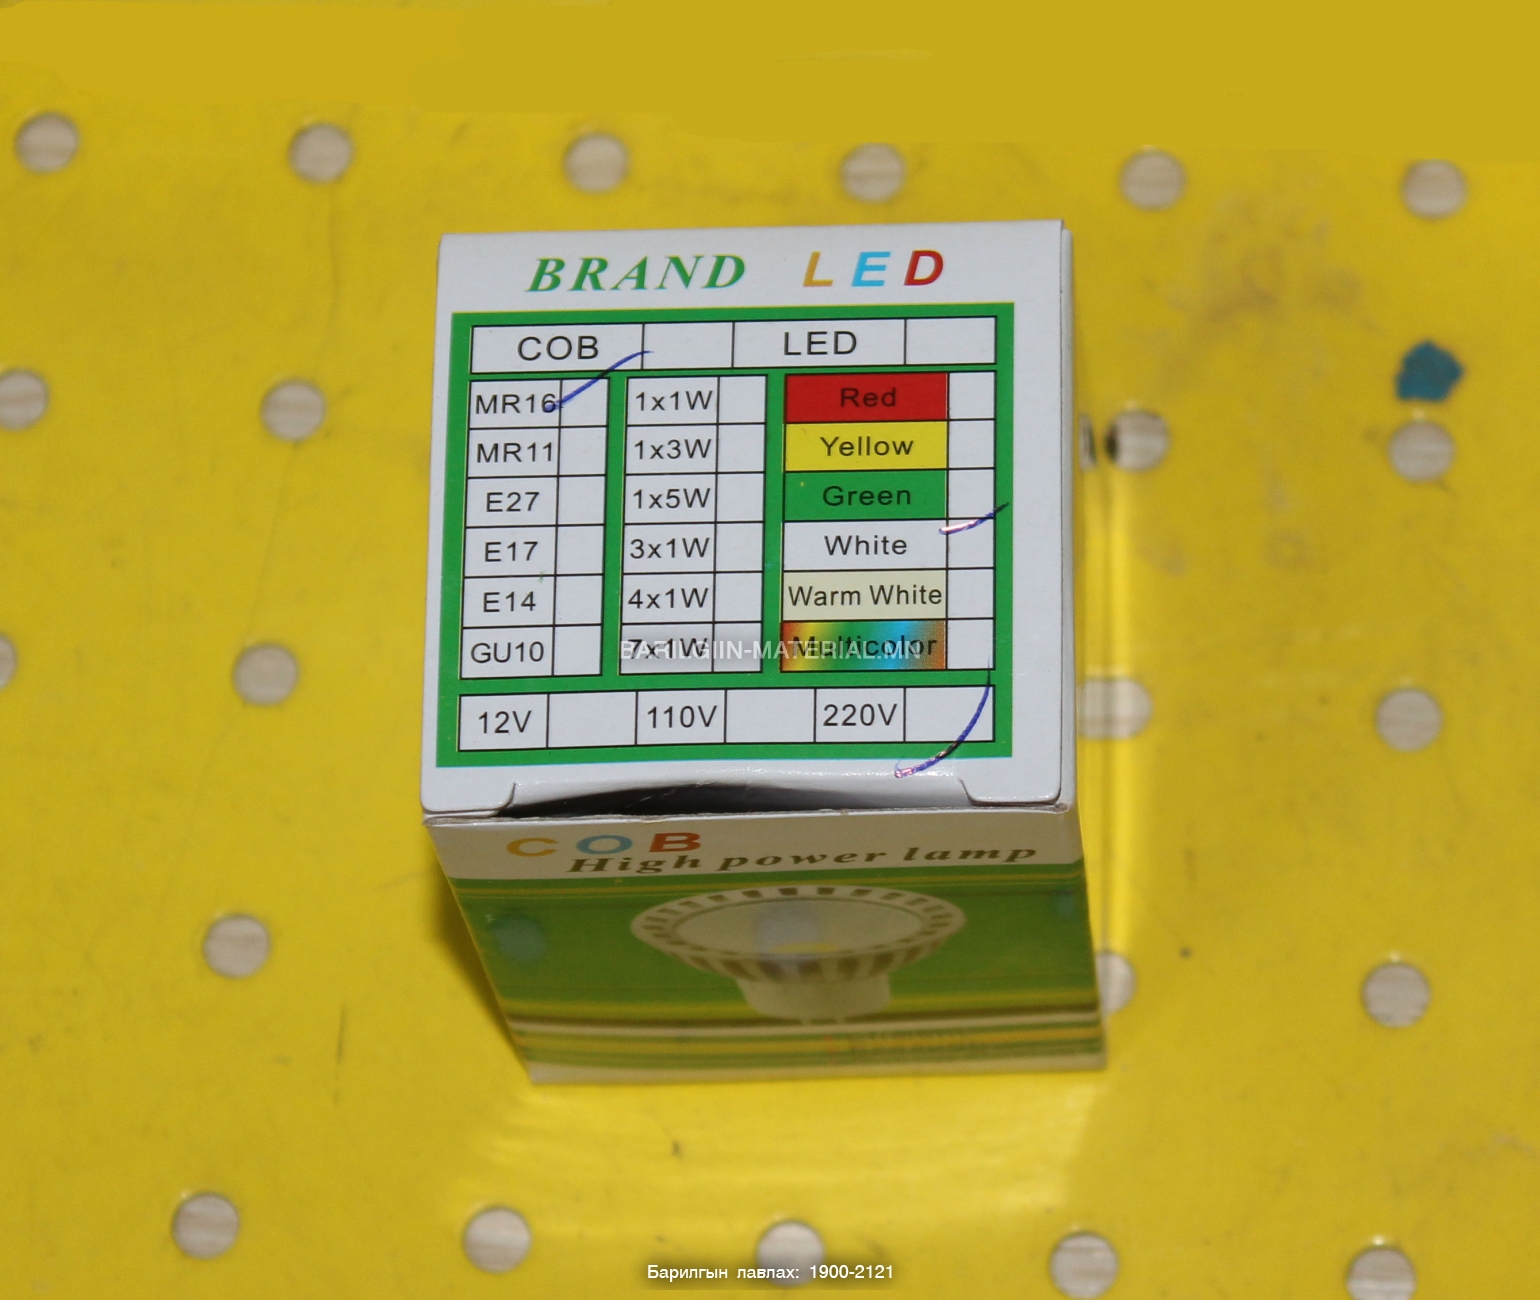 BRAND LED
COB LED
MR16 1x1W Red
MR11 1x3W Yellow
E27 1x5W Green
E17 3x1W White
E14 4x1W Warm White
GU10 7x1W Multicolor
BARILGIIN-MATERIAL.MN
12V 110V 220V
COB
High power lamp
Барилгын лавлах: 1900-2121